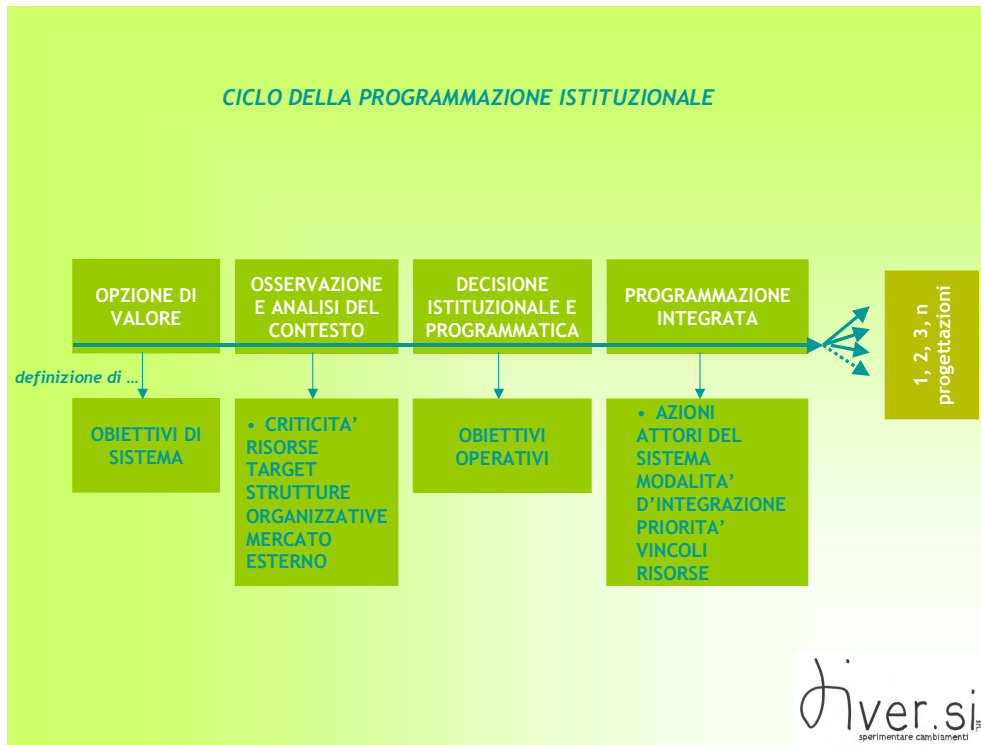 CICLO DELLA PROGRAMMAZIONE ISTITUZIONALE
OPZIONE DI
VALORE
OSSERVAZIONE
E ANALISI DEL
CONTESTO
DECISIONE
ISTITUZIONALE E
PROGRAMMATICA
PROGRAMMAZIONE
INTEGRATA
1, 2, 3, n
progettazioni
definizione di …
OBIETTIVI DI
SISTEMA
• CRITICITA’
RISORSE
TARGET
STRUTTURE
ORGANIZZATIVE
MERCATO
ESTERNO
OBIETTIVI
OPERATIVI
• AZIONI
ATTORI DEL
SISTEMA
MODALITA’
D’INTEGRAZIONE
PRIORITA’
VINCOLI
RISORSE
diver.si srl
sperimentare cambiamenti